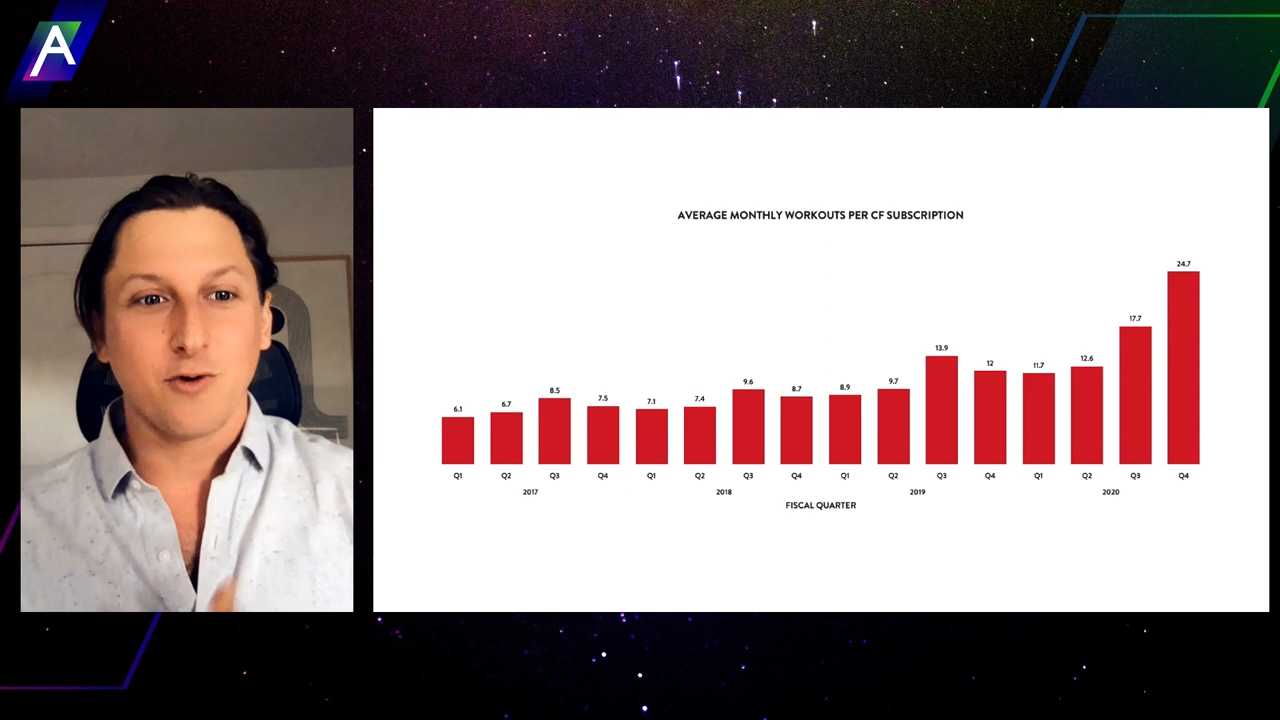 A
AVERAGE MONTHLY WORKOUTS PER CF SUBSCRIPTION
6.1 6.7 8.5 7.5 7.1 7.4 9.6 8.7 8.9 9.7 13.9 12 11.7 12.6 17.7 24.7
Q1 Q2 Q3 Q4 Q1 Q2 Q3 Q4 Q1 Q2 Q3 Q4 Q1 Q2 Q3 Q4
2017 2018 2019 2020
FISCAL QUARTER